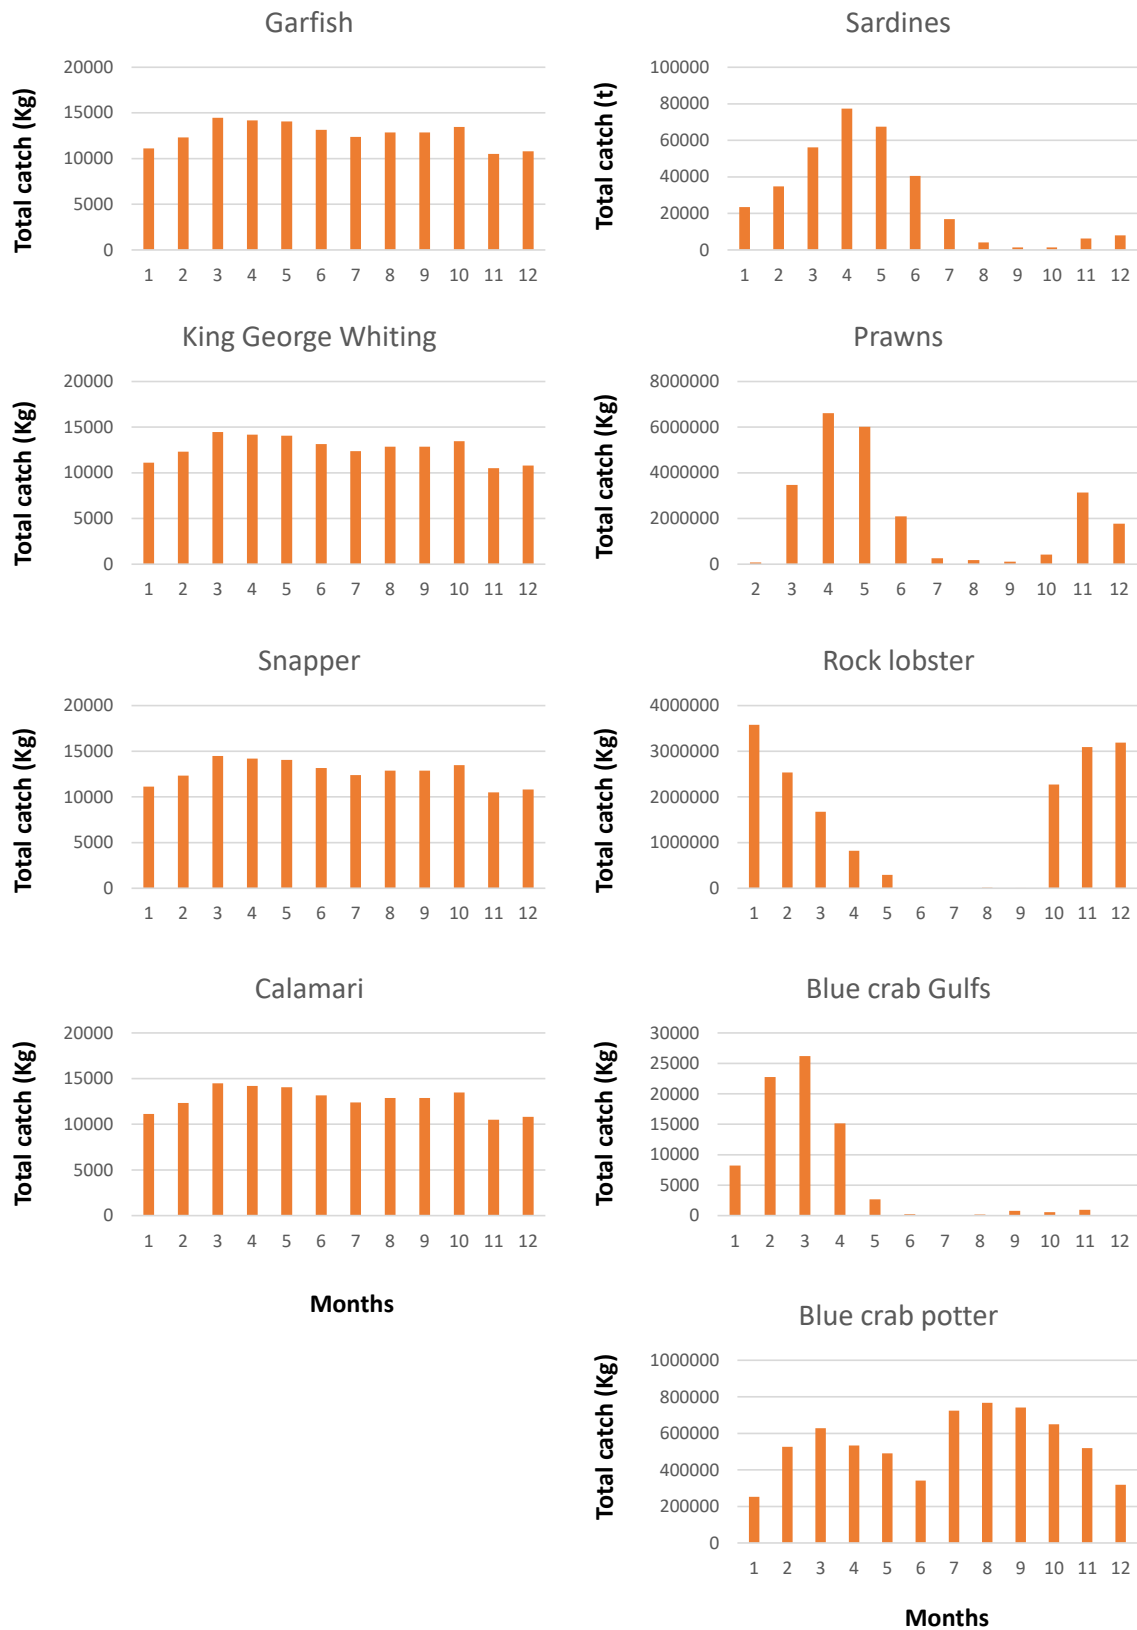 Garfish
Total catch (Kg)
20000
15000
10000
5000
0
1 2 3 4 5 6 7 8 9 10 11 12
Sardines
Total catch (t)
100000
80000
60000
40000
20000
0
1 2 3 4 5 6 7 8 9 10 11 12
King George Whiting
Total catch (Kg)
20000
15000
10000
5000
0
1 2 3 4 5 6 7 8 9 10 11 12
Prawns
Total catch (Kg)
8000000
6000000
4000000
2000000
0
2 3 4 5 6 7 8 9 10 11 12
Snapper
Total catch (Kg)
20000
15000
10000
5000
0
1 2 3 4 5 6 7 8 9 10 11 12
Rock lobster
Total catch (Kg)
4000000
3000000
2000000
1000000
0
1 2 3 4 5 6 7 8 9 10 11 12
Calamari
Total catch (Kg)
20000
15000
10000
5000
0
1 2 3 4 5 6 7 8 9 10 11 12
Months
Blue crab Gulfs
Total catch (Kg)
30000
25000
20000
15000
10000
5000
0
1 2 3 4 5 6 7 8 9 10 11 12
Blue crab potter
Total catch (Kg)
1000000
800000
600000
400000
200000
0
1 2 3 4 5 6 7 8 9 10 11 12
Months